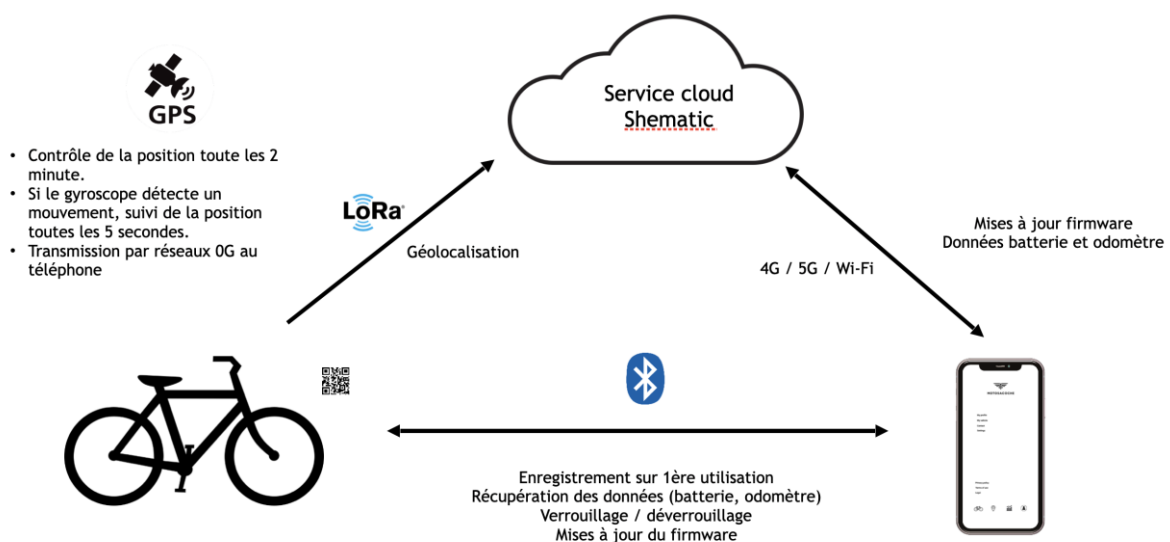 GPS
• Contrôle de la position toute les 2
minute.
• Si le gyroscope détecte un
mouvement, suivi de la position
toutes les 5 secondes.
• Transmission par réseaux 0G au
téléphone
Service cloud
Shematic
LoRa
Géolocalisation
4G / 5G / Wi-Fi
Mises à jour firmware
Données batterie et odomètre
Enregistrement sur 1ère utilisation
Récupération des données (batterie, odomètre)
Verrouillage / déverrouillage
Mises à jour du firmware